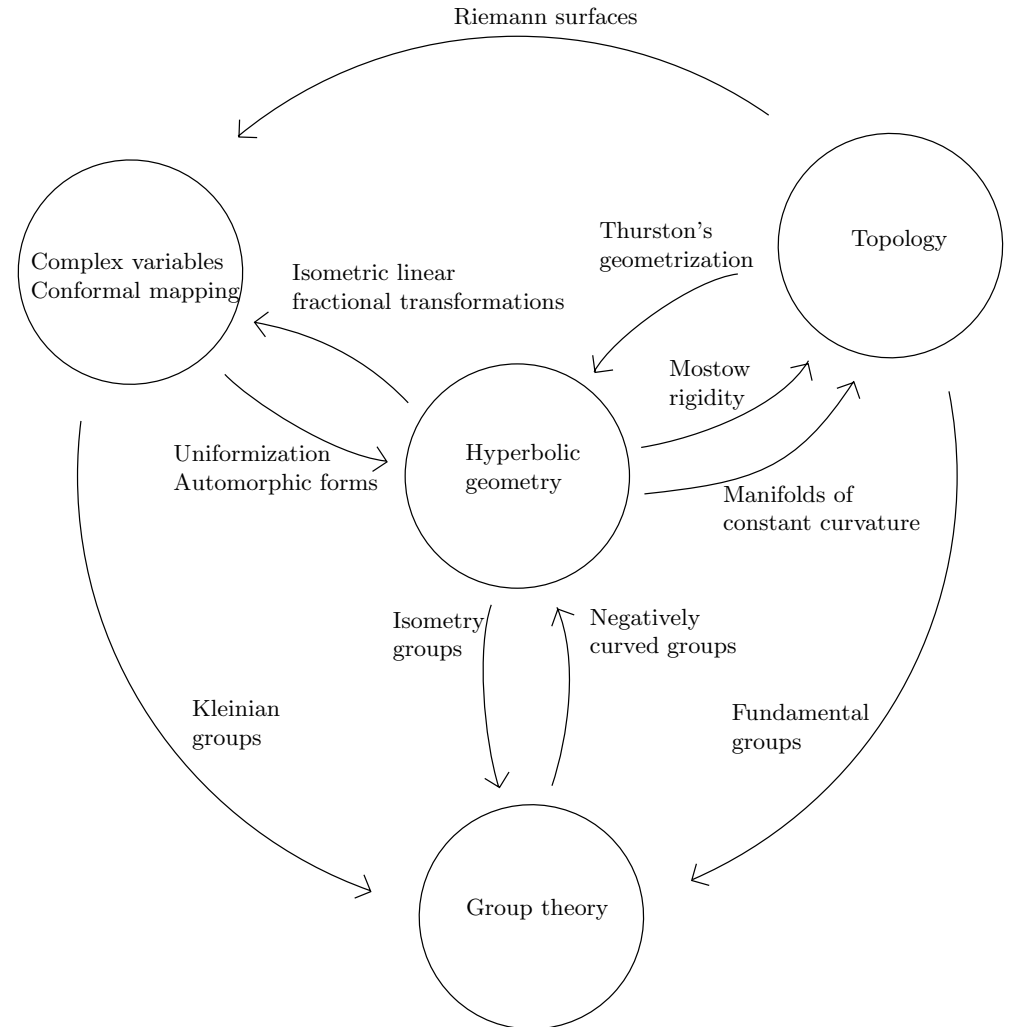 Riemann surfaces
Thurston's
geometrization
Topology
Complex variables
Conformal mapping
Isometric linear
fractional transformations
Mostow
rigidity
Hyperbolic
geometry
Uniformization
Automorphic forms
Manifolds of
constant curvature
Isometry
groups
Negatively
curved groups
Kleinian
groups
Fundamental
groups
Group theory